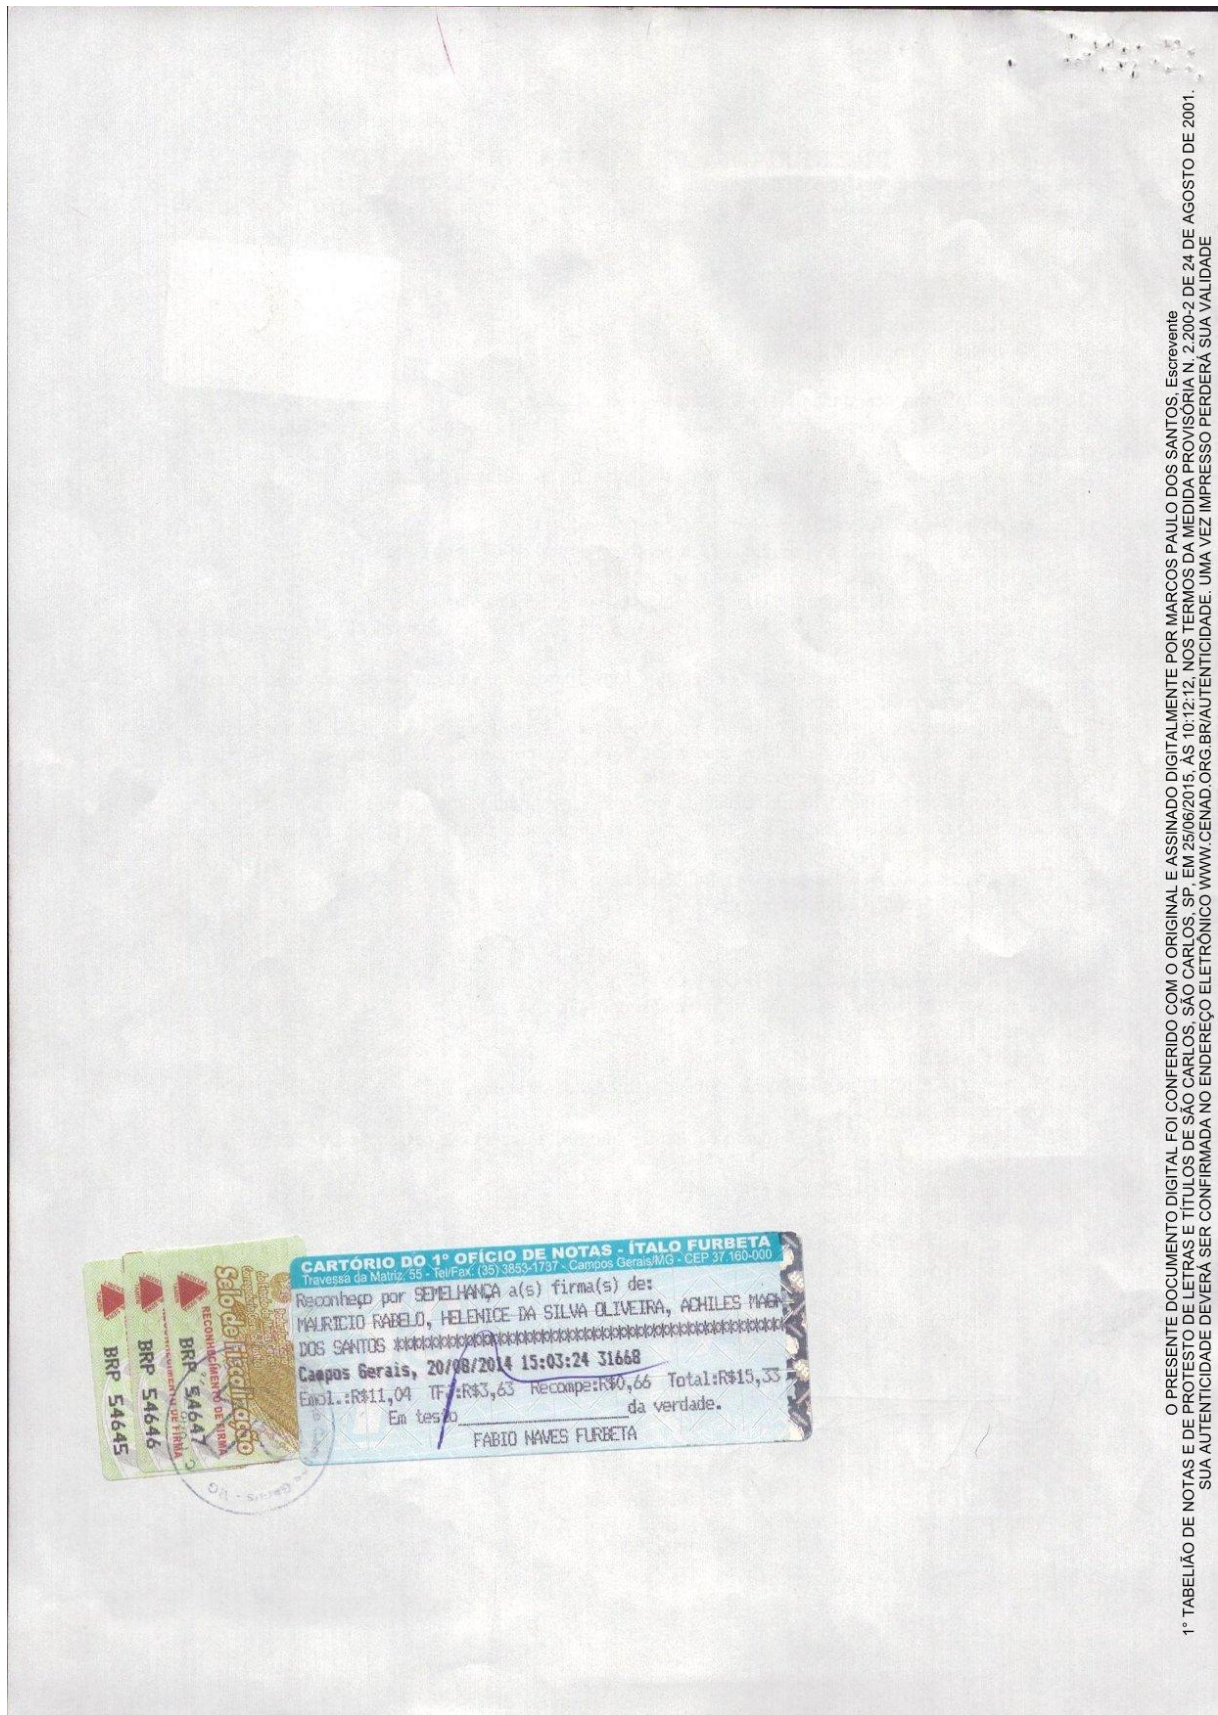 O PRESENTE DOCUMENTO DIGITAL FOI CONFERIDO COM O ORIGINAL E ASSINADO DIGITALMENTE POR MARCOS PAULO DOS SANTOS, Escrevente
1° TABELIÃO DE NOTAS E DE PROTESTO DE LETRAS E TÍTULOS DE SÃO CARLOS, SÃO CARLOS, SP, EM 25/06/2015, ÀS 10:12:12, NOS TERMOS DA MEDIDA PROVISÓRIA N. 2.200-2 DE 24 DE AGOSTO DE 2001.
SUA AUTENTICIDADE DEVERÁ SER CONFIRMADA NO ENDEREÇO ELETRÔNICO WWW.CENAD.ORG.BR/AUTENTICIDADE. UMA VEZ IMPRESSO PERDERÁ SUA VALIDADE
CARTÓRIO DO 1º OFÍCIO DE NOTAS - ÍTALO FURBETA
Travessa da Matriz, 55 - Tel/Fax: (35) 3853-1737 - Campos Gerais/MG - CEP 37.160-000
Reconheço por SEMELHANÇA a(s) firma(s) de:
MAURICIO RABELO, HELENICE DA SILVA OLIVEIRA, ACHILES MAGN
DOS SANTOS
Campos Gerais, 20/08/2014 15:03:24 31668
Emol.:R$11,04 TFJ:R$3,63 Recompe:R$0,66 Total:R$15,33
Em testo______________da verdade.
FABIO NAVES FURBETA
Selo de Fiscalização
RECONHECIMENTO DE FIRMA
BRP 54647
RECONHECIMENTO DE FIRMA
BRP 54646
BRP 54645